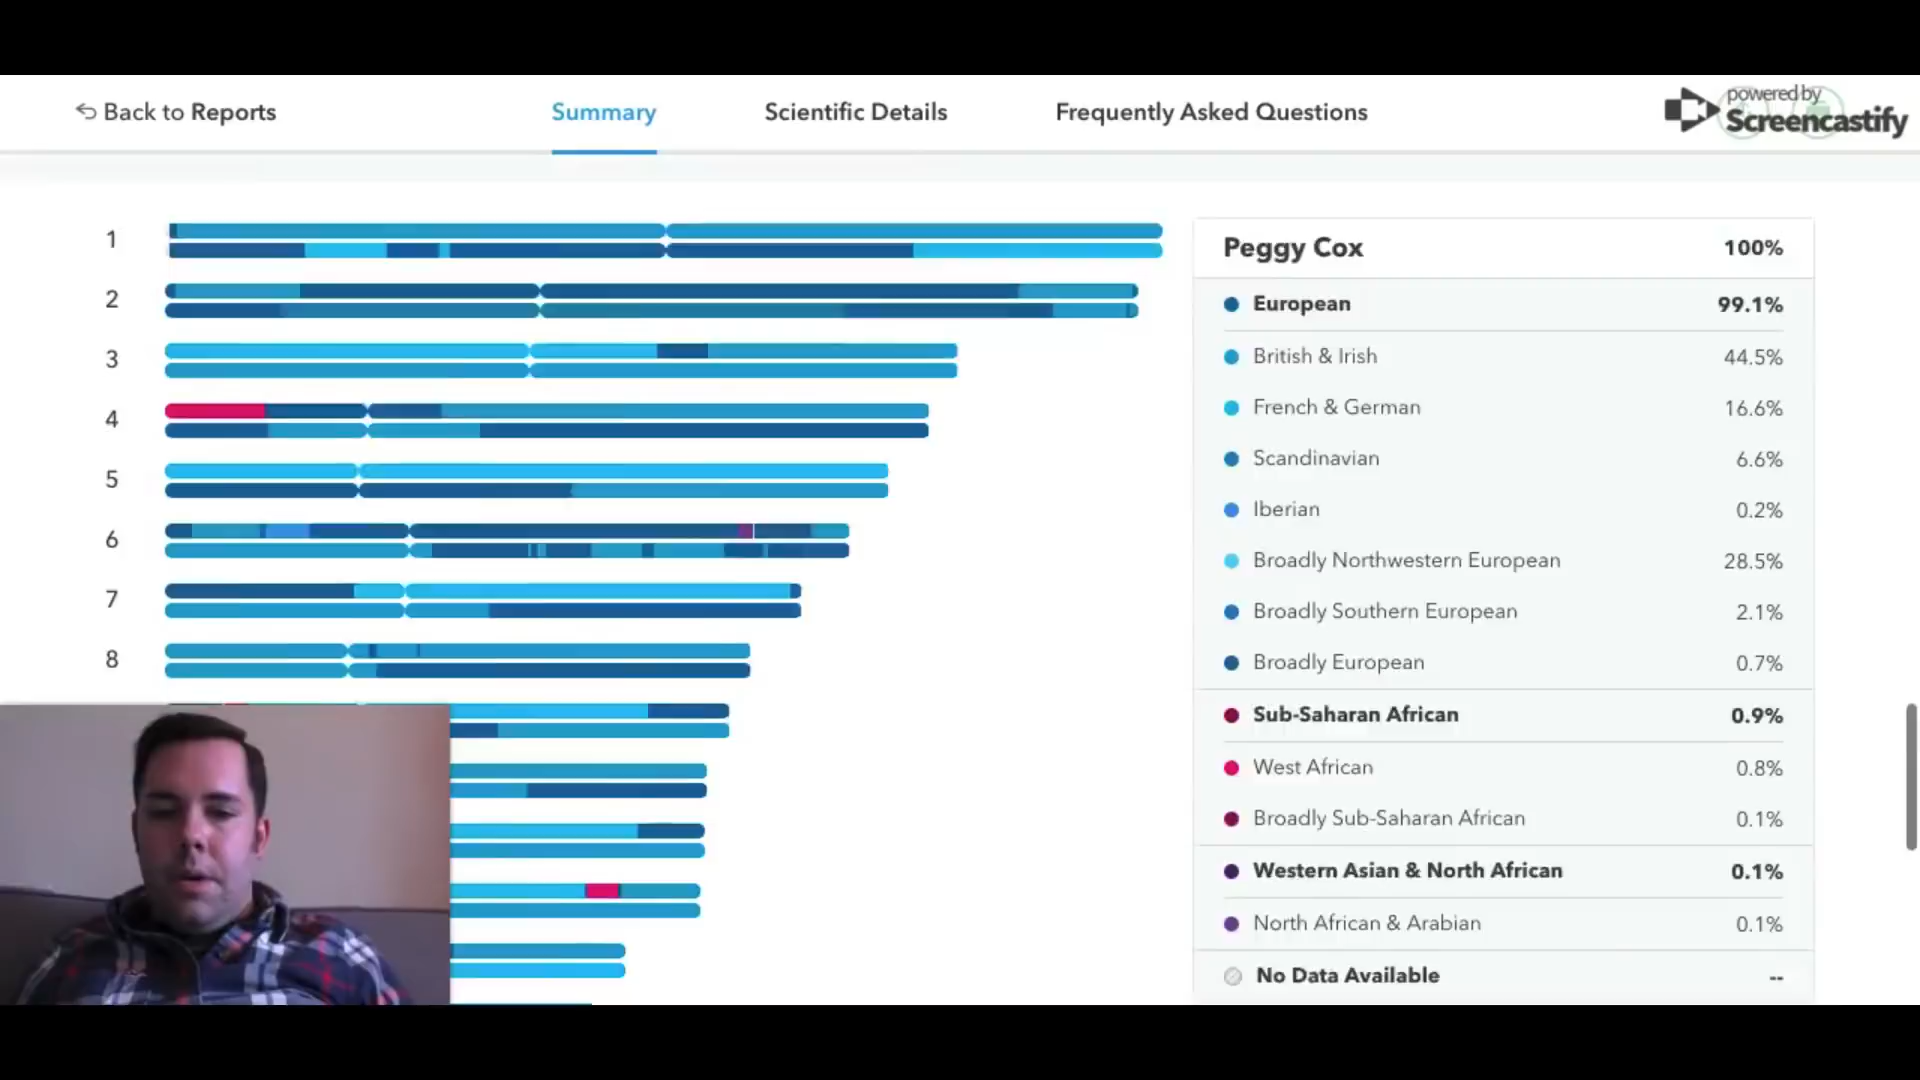 Back to Reports
Summary
Scientific Details
Frequently Asked Questions
powered by
Screencastify
1
2
3
4
5
6
7
8
Peggy Cox 100%
European 99.1%
British & Irish 44.5%
French & German 16.6%
Scandinavian 6.6%
Iberian 0.2%
Broadly Northwestern European 28.5%
Broadly Southern European 2.1%
Broadly European 0.7%
Sub-Saharan African 0.9%
West African 0.8%
Broadly Sub-Saharan African 0.1%
Western Asian & North African 0.1%
North African & Arabian 0.1%
No Data Available --